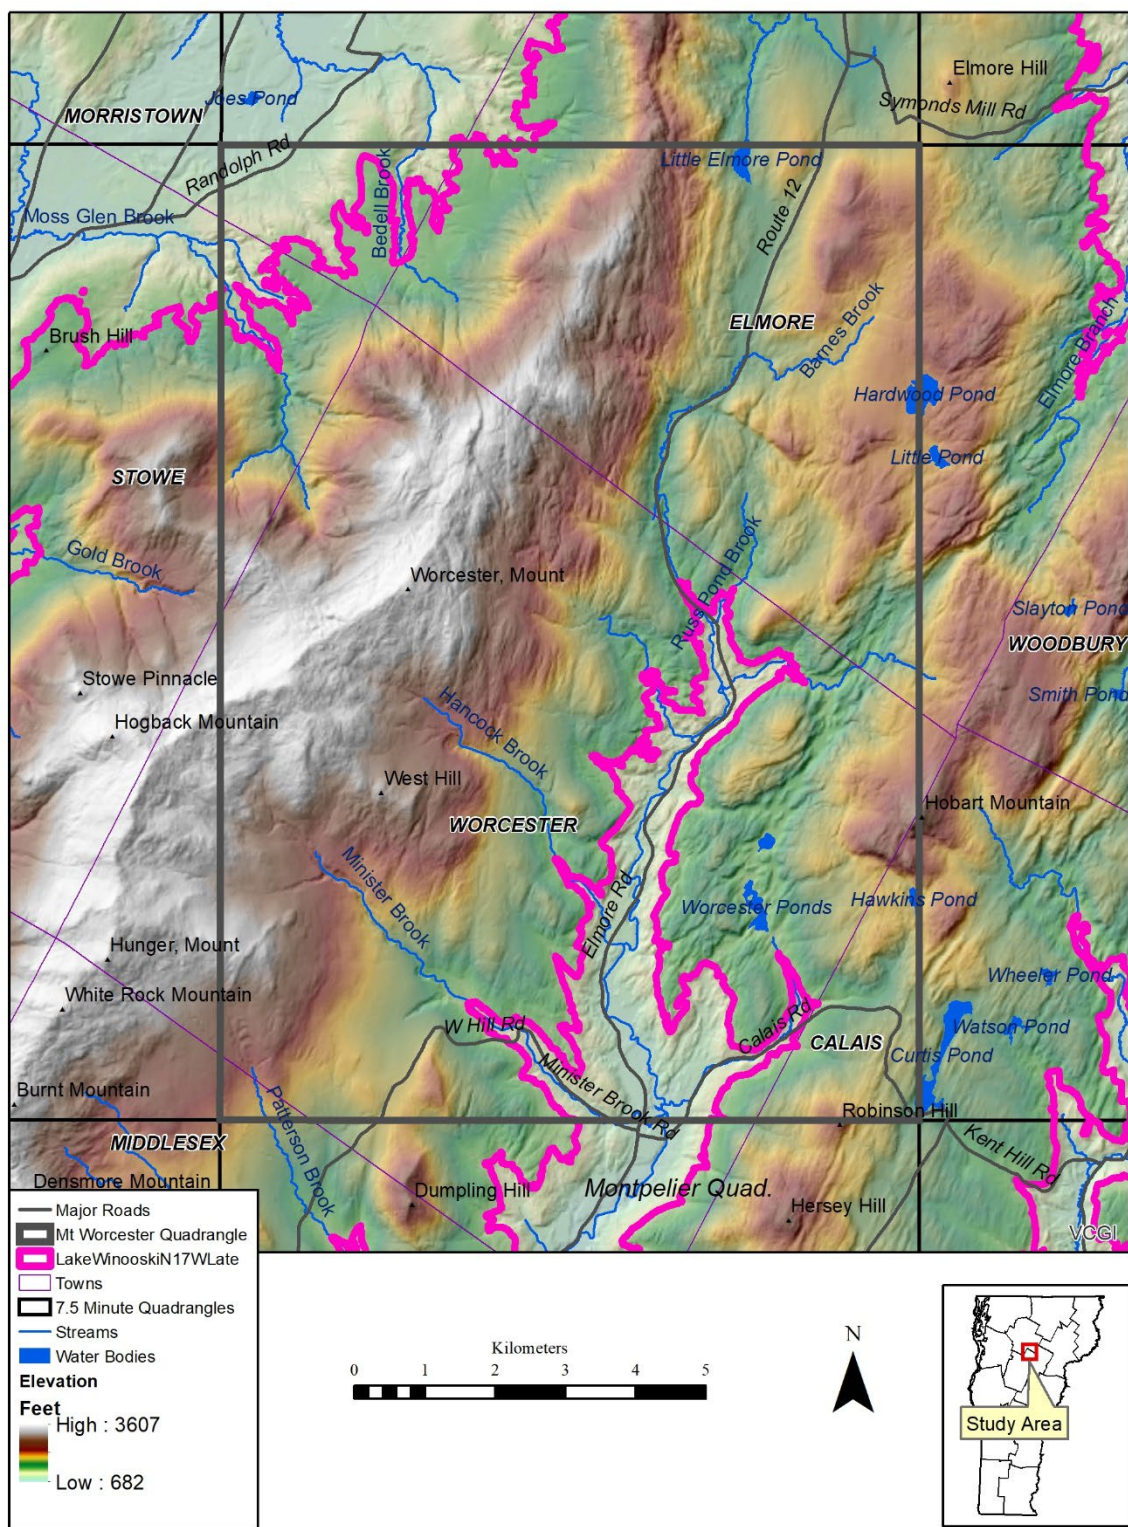 Elmore Hill
Symonds Mill Rd
Joes Pond
MORRISTOWN
Randolph Rd
Little Elmore Pond
Bedell Brook
Route 12
Moss Glen Brook
ELMORE
Barnes Brook
Elmore Branch
Brush Hill
Hardwood Pond
Little Pond
STOWE
Gold Brook
Russ Pond Brook
Worcester, Mount
Slayton Pond
WOODBURY
Stowe Pinnacle
Smith Pond
Hogback Mountain
Hancock Brook
West Hill
Hobart Mountain
WORCESTER
Minister Brook
Elmore Rd
Worcester Ponds
Hawkins Pond
Hunger, Mount
Wheeler Pond
White Rock Mountain
W Hill Rd
Calais Rd
Watson Pond
CALAIS
Curtis Pond
Minister Brook Rd
Burnt Mountain
Patterson Brook
Robinson Hill
MIDDLESEX
Kent Hill Rd
Densmore Mountain
Dumpling Hill
Montpelier Quad.
Hersey Hill
VCGI
Major Roads
Mt Worcester Quadrangle
LakeWinooskiN17WLate
Towns
7.5 Minute Quadrangles
Streams
Water Bodies
Elevation
Feet
High : 3607
Low : 682
Kilometers
0 1 2 3 4 5
N
Study Area